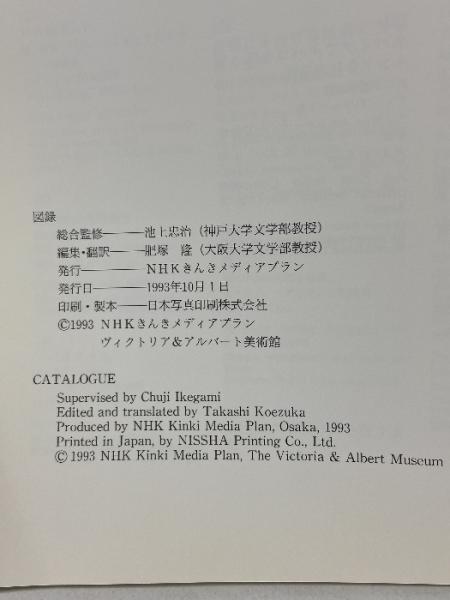 図録
総合監修―――池上忠治（神戸大学文学部教授）
編集・翻訳―――肥塚　隆（大阪大学文学部教授）
発行――――――NHKきんきメディアプラン
発行日―――――1993年10月1日
印刷・製本―――日本写真印刷株式会社
©1993 NHKきんきメディアプラン
ヴィクトリア&アルバート美術館
CATALOGUE
Supervised by Chuji Ikegami
Edited and translated by Takashi Koezuka
Produced by NHK Kinki Media Plan, Osaka, 1993
Printed in Japan, by NISSHA Printing Co., Ltd.
© 1993 NHK Kinki Media Plan, The Victoria & Albert Museum